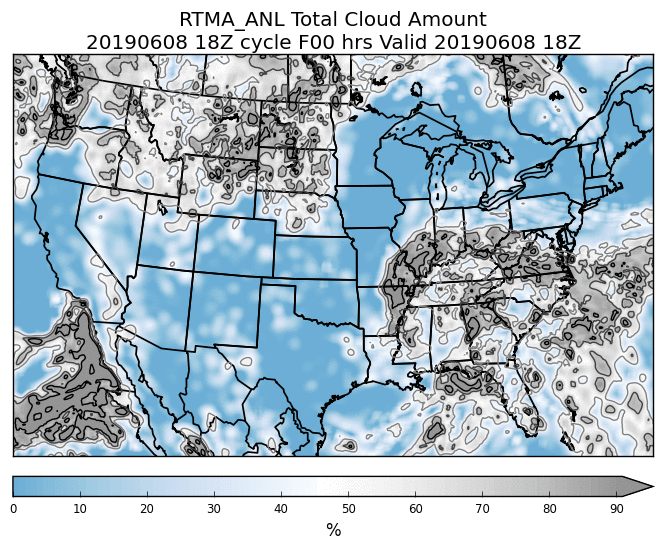 RTMA_ANL Total Cloud Amount
20190608 18Z cycle F00 hrs Valid 20190608 18Z
0 10 20 30 40 50 60 70 80 90
%